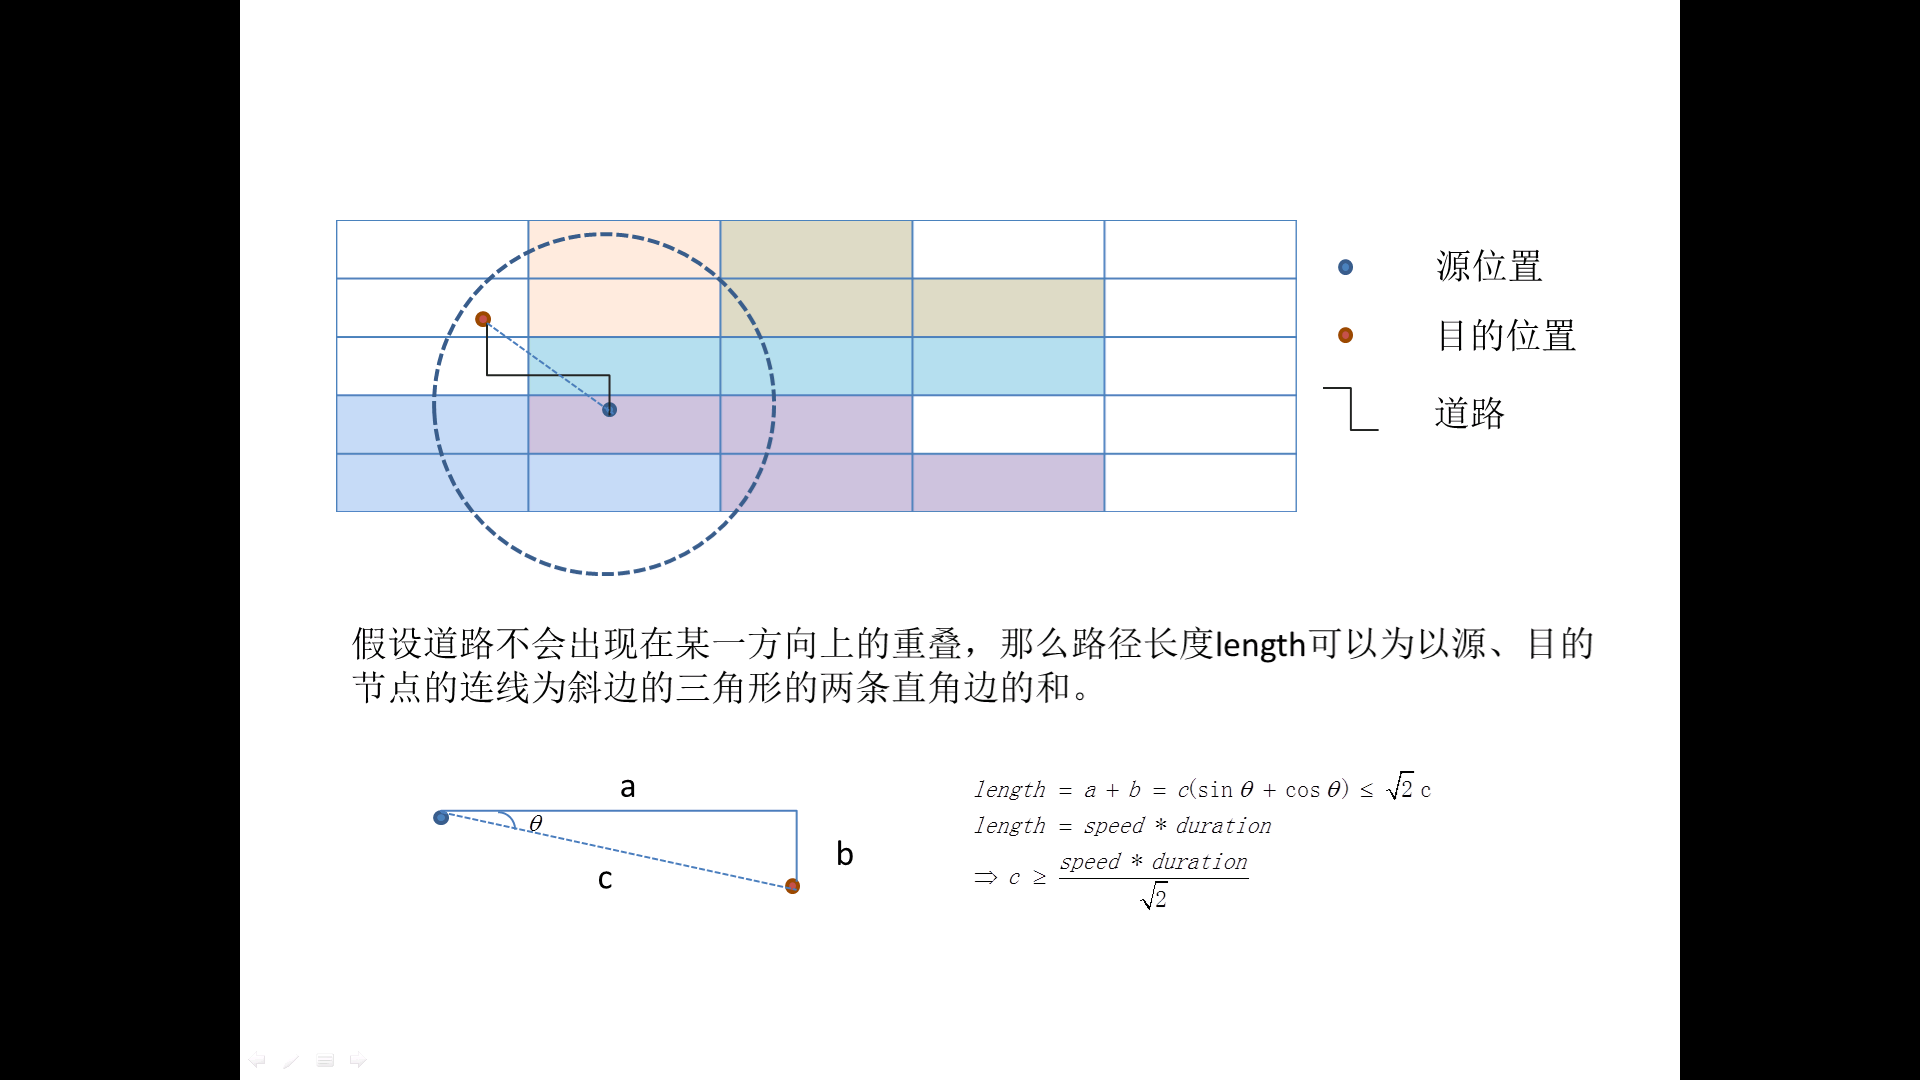 源位置
目的位置
道路
假设道路不会出现在某一方向上的重叠，那么路径长度length可以为以源、目的
节点的连线为斜边的三角形的两条直角边的和。
a
θ
b
c
length = a + b = c(sin θ + cos θ) ≤ √2 c
length = speed * duration
⇒ c ≥ speed * duration / √2